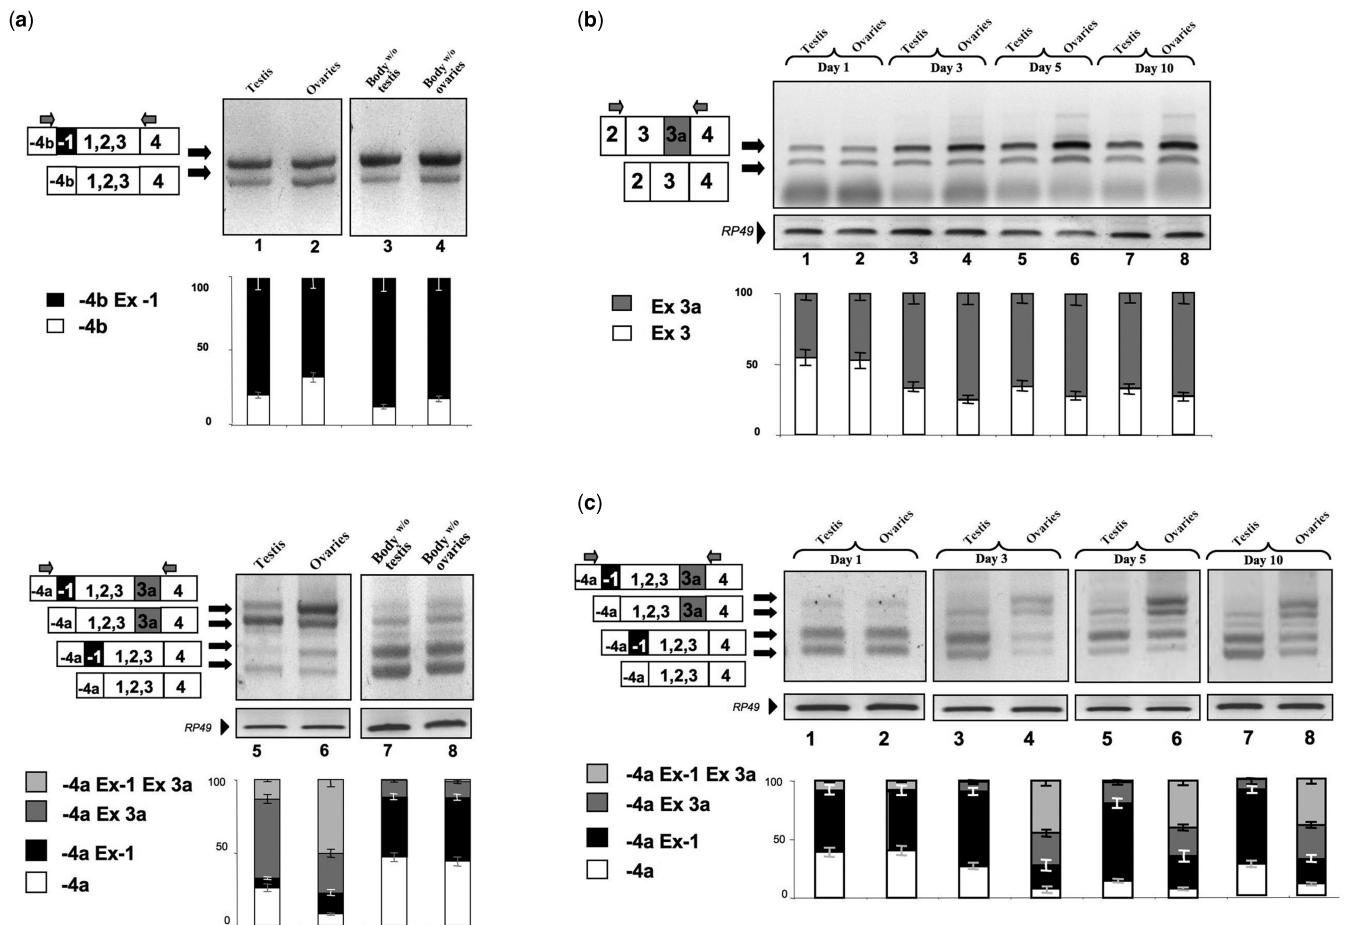 (a)
Testis
Ovaries
Body w/o testis
Body w/o ovaries
-4b -1 1,2,3 4
-4b 1,2,3 4
1 2 3 4
100
50
0
-4b Ex -1
-4b
Testis
Ovaries
Body w/o testis
Body w/o ovaries
-4a -1 1,2,3 3a 4
-4a 1,2,3 3a 4
-4a -1 1,2,3 4
-4a 1,2,3 4
RP49
5 6 7 8
-4a Ex-1 Ex 3a
-4a Ex 3a
-4a Ex-1
-4a
100
50
0
(b)
Testis Ovaries Testis Ovaries Testis Ovaries Testis Ovaries
Day 1 Day 3 Day 5 Day 10
2 3 3a 4
2 3 4
RP49
1 2 3 4 5 6 7 8
Ex 3a
Ex 3
100
50
0
(c)
Testis Ovaries Testis Ovaries Testis Ovaries Testis Ovaries
Day 1 Day 3 Day 5 Day 10
-4a -1 1,2,3 3a 4
-4a 1,2,3 3a 4
-4a -1 1,2,3 4
-4a 1,2,3 4
RP49
1 2 3 4 5 6 7 8
-4a Ex-1 Ex 3a
-4a Ex 3a
-4a Ex-1
-4a
100
50
0